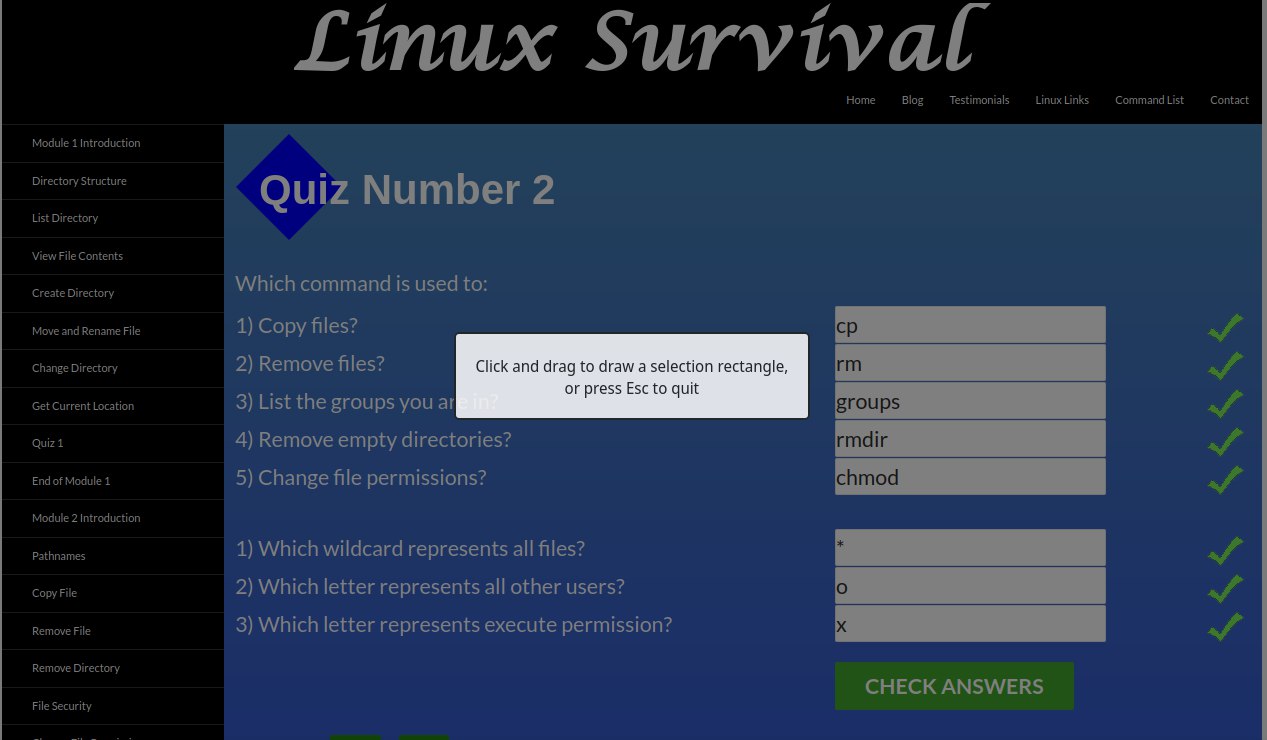 Linux Survival
Home Blog Testimonials Linux Links Command List Contact
Module 1 Introduction
Directory Structure
List Directory
View File Contents
Create Directory
Move and Rename File
Change Directory
Get Current Location
Quiz 1
End of Module 1
Module 2 Introduction
Pathnames
Copy File
Remove File
Remove Directory
File Security
Quiz Number 2
Which command is used to:
1) Copy files? cp
2) Remove files? rm
3) List the groups you are in? groups
4) Remove empty directories? rmdir
5) Change file permissions? chmod
Click and drag to draw a selection rectangle,
or press Esc to quit
1) Which wildcard represents all files? *
2) Which letter represents all other users? o
3) Which letter represents execute permission? x
CHECK ANSWERS